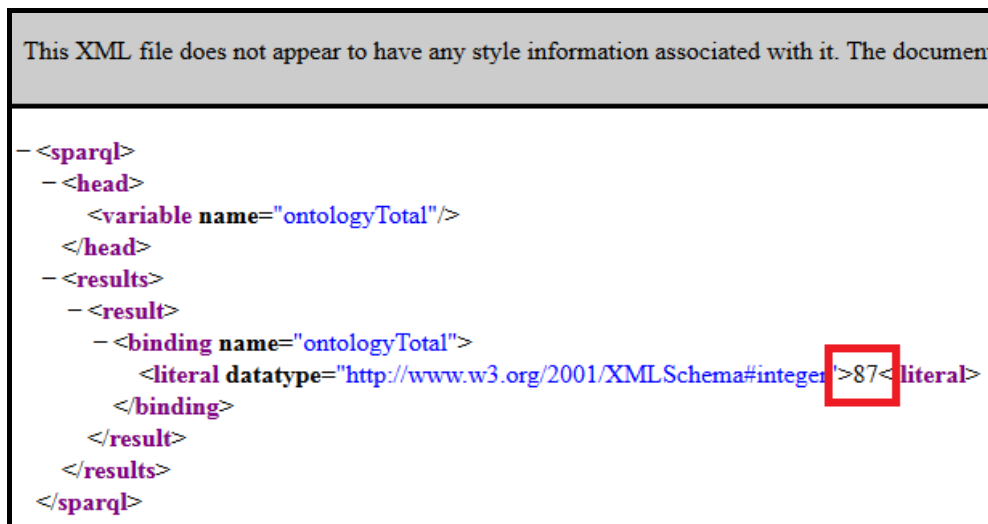 This XML file does not appear to have any style information associated with it. The documen
− <sparql>
− <head>
<variable name="ontologyTotal"/>
</head>
− <results>
− <result>
− <binding name="ontologyTotal">
<literal datatype="http://www.w3.org/2001/XMLSchema#integer">87<literal>
</binding>
</result>
</results>
</sparql>